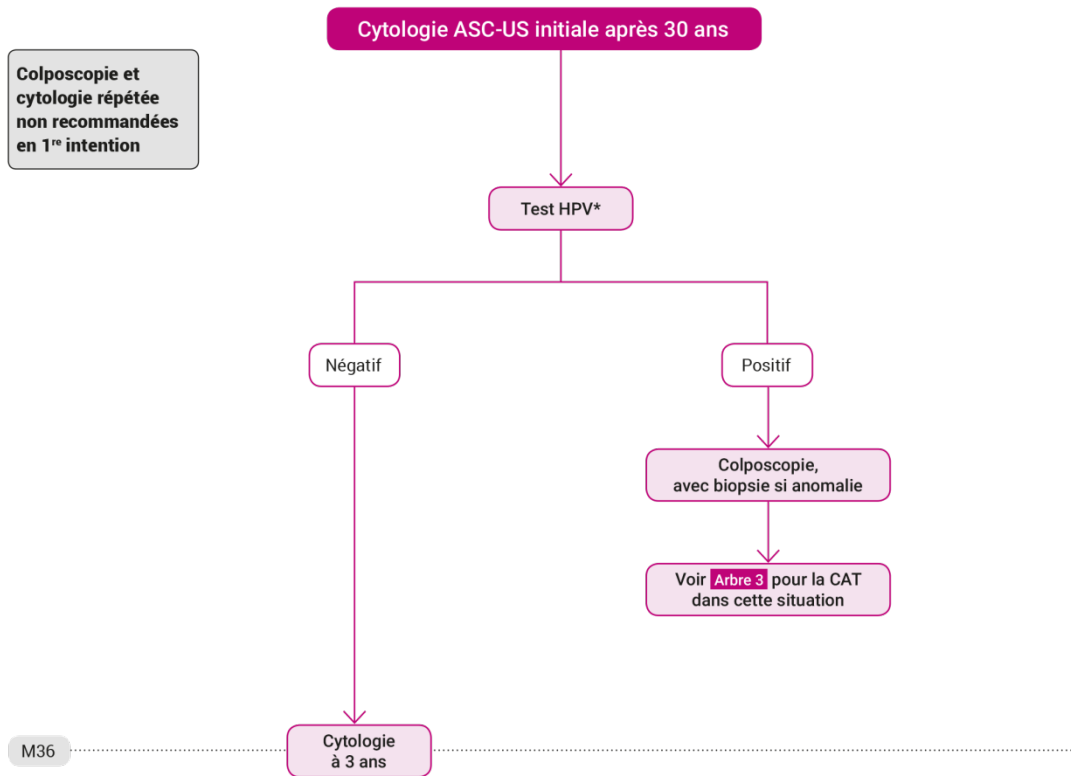 Cytologie ASC-US initiale après 30 ans
Colposcopie et
cytologie répétée
non recommandées
en 1re intention
Test HPV*
Négatif
Positif
Colposcopie,
avec biopsie si anomalie
Voir Arbre 3 pour la CAT
dans cette situation
M36
Cytologie
à 3 ans